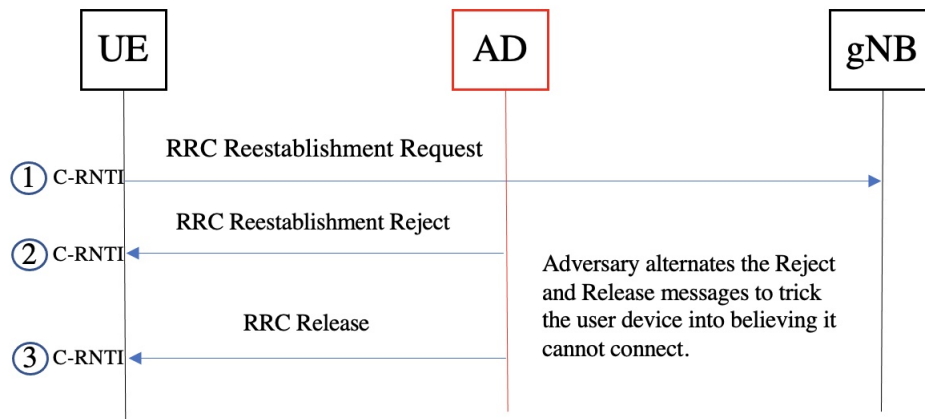 UE
AD
gNB
RRC Reestablishment Request
1 C-RNTI
RRC Reestablishment Reject
2 C-RNTI
Adversary alternates the Reject
and Release messages to trick
the user device into believing it
cannot connect.
RRC Release
3 C-RNTI